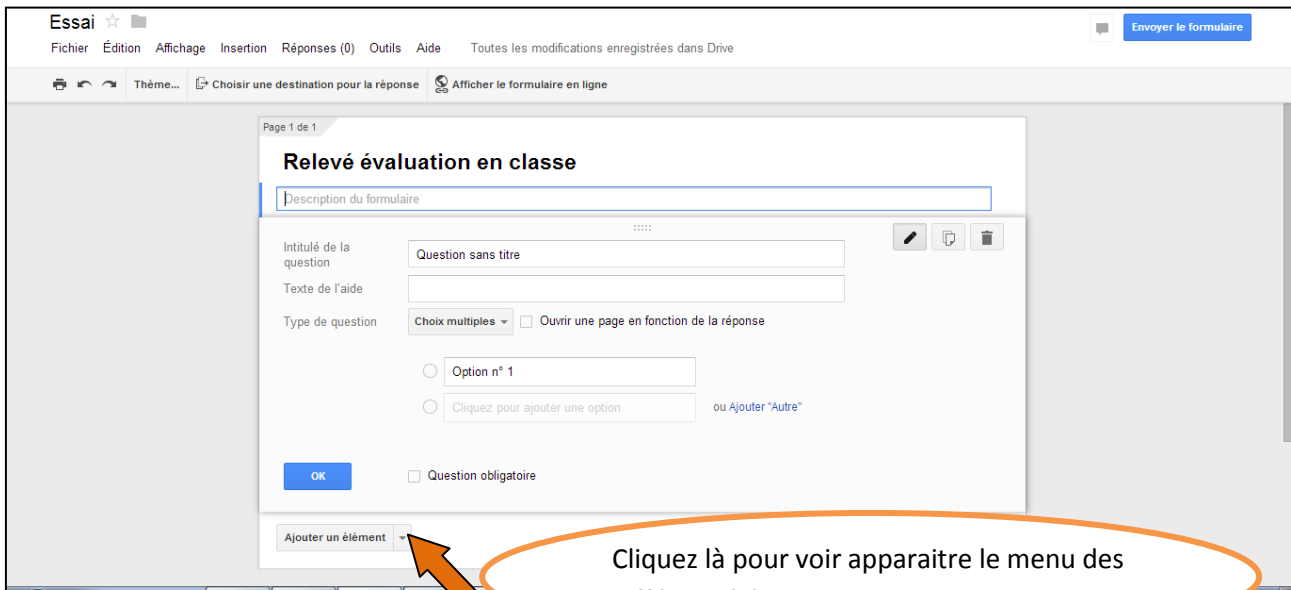 Essai
Envoyer le formulaire
Fichier Édition Affichage Insertion Réponses (0) Outils Aide Toutes les modifications enregistrées dans Drive
Thème... Choisir une destination pour la réponse Afficher le formulaire en ligne
Page 1 de 1
Relevé évaluation en classe
Description du formulaire
Intitulé de la question
Question sans titre
Texte de l'aide
Type de question Choix multiples Ouvrir une page en fonction de la réponse
Option n° 1
Cliquez pour ajouter une option ou Ajouter "Autre"
OK Question obligatoire
Ajouter un élément
Cliquez là pour voir apparaitre le menu des